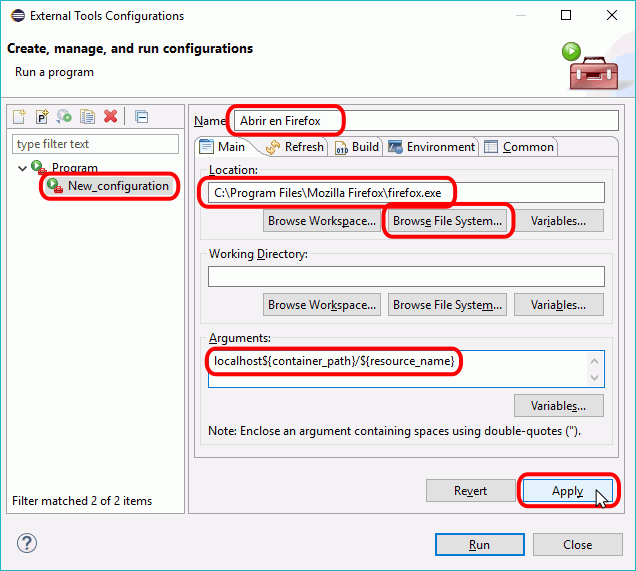 External Tools Configurations
Create, manage, and run configurations
Run a program
type filter text
Program
New_configuration
Filter matched 2 of 2 items
Name: Abrir en Firefox
Main Refresh Build Environment Common
Location:
C:\Program Files\Mozilla Firefox\firefox.exe
Browse Workspace... Browse File System... Variables...
Working Directory:
Browse Workspace... Browse File System... Variables...
Arguments:
localhost${container_path}/${resource_name}
Variables...
Note: Enclose an argument containing spaces using double-quotes (").
Revert Apply
Run Close